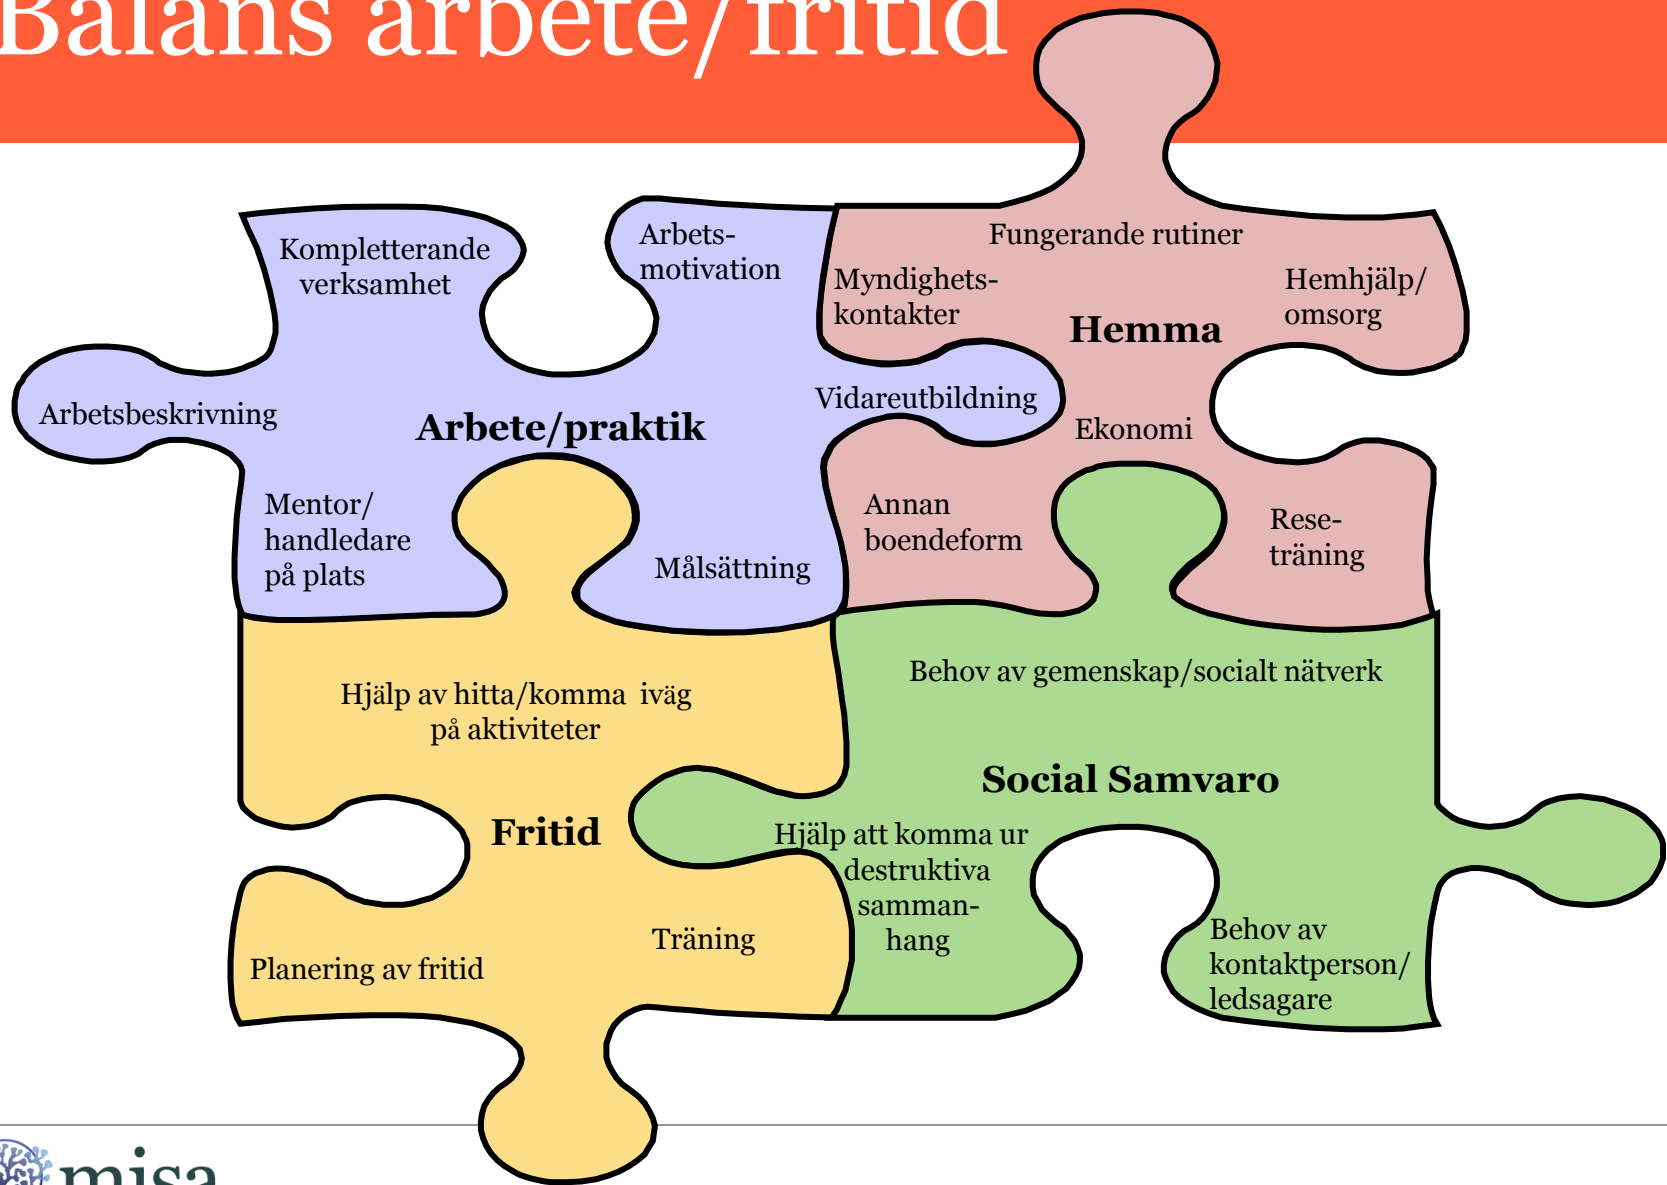 Balans arbete/fritid
Kompletterande
verksamhet
Arbets-
motivation
Arbetsbeskrivning
Arbete/praktik
Vidareutbildning
Mentor/
handledare
på plats
Målsättning
Fungerande rutiner
Myndighets-
kontakter
Hemhjälp/
omsorg
Hemma
Ekonomi
Annan
boendeform
Rese-
träning
Hjälp av hitta/komma iväg
på aktiviteter
Fritid
Träning
Planering av fritid
Behov av gemenskap/socialt nätverk
Social Samvaro
Hjälp att komma ur
destruktiva
samman-
hang
Behov av
kontaktperson/
ledsagare
misa